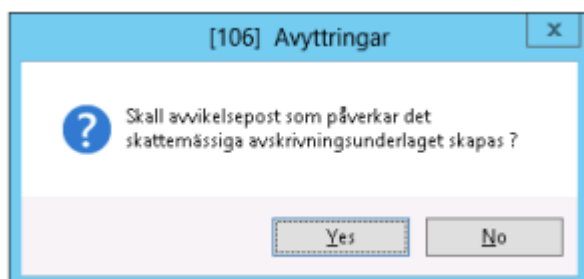 [106] Avyttringar
x
?
Skall avvikelsepost som påverkar det
skattemässiga avskrivningsunderlaget skapas ?
Yes
No